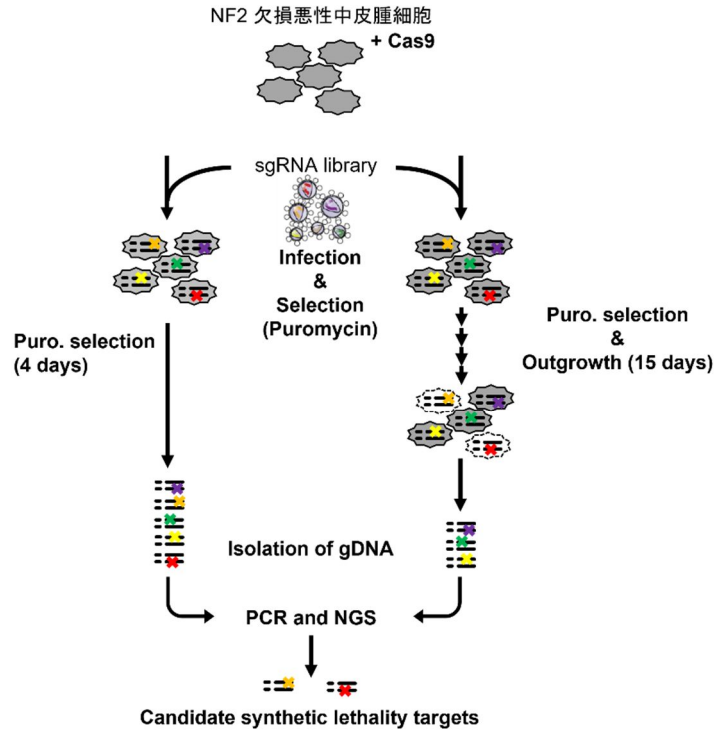 NF2 欠損悪性中皮腫細胞
+ Cas9
sgRNA library
Infection
&
Selection
(Puromycin)
Puro. selection
(4 days)
Puro. selection
&
Outgrowth (15 days)
Isolation of gDNA
PCR and NGS
Candidate synthetic lethality targets